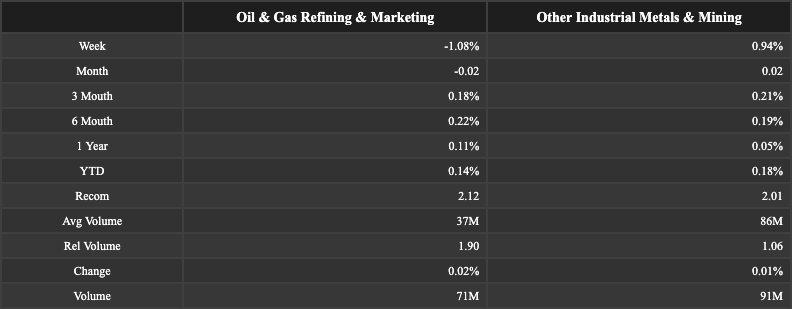 Oil & Gas Refining & Marketing Other Industrial Metals & Mining
Week -1.08% 0.94%
Month -0.02 0.02
3 Mouth 0.18% 0.21%
6 Mouth 0.22% 0.19%
1 Year 0.11% 0.05%
YTD 0.14% 0.18%
Recom 2.12 2.01
Avg Volume 37M 86M
Rel Volume 1.90 1.06
Change 0.02% 0.01%
Volume 71M 91M